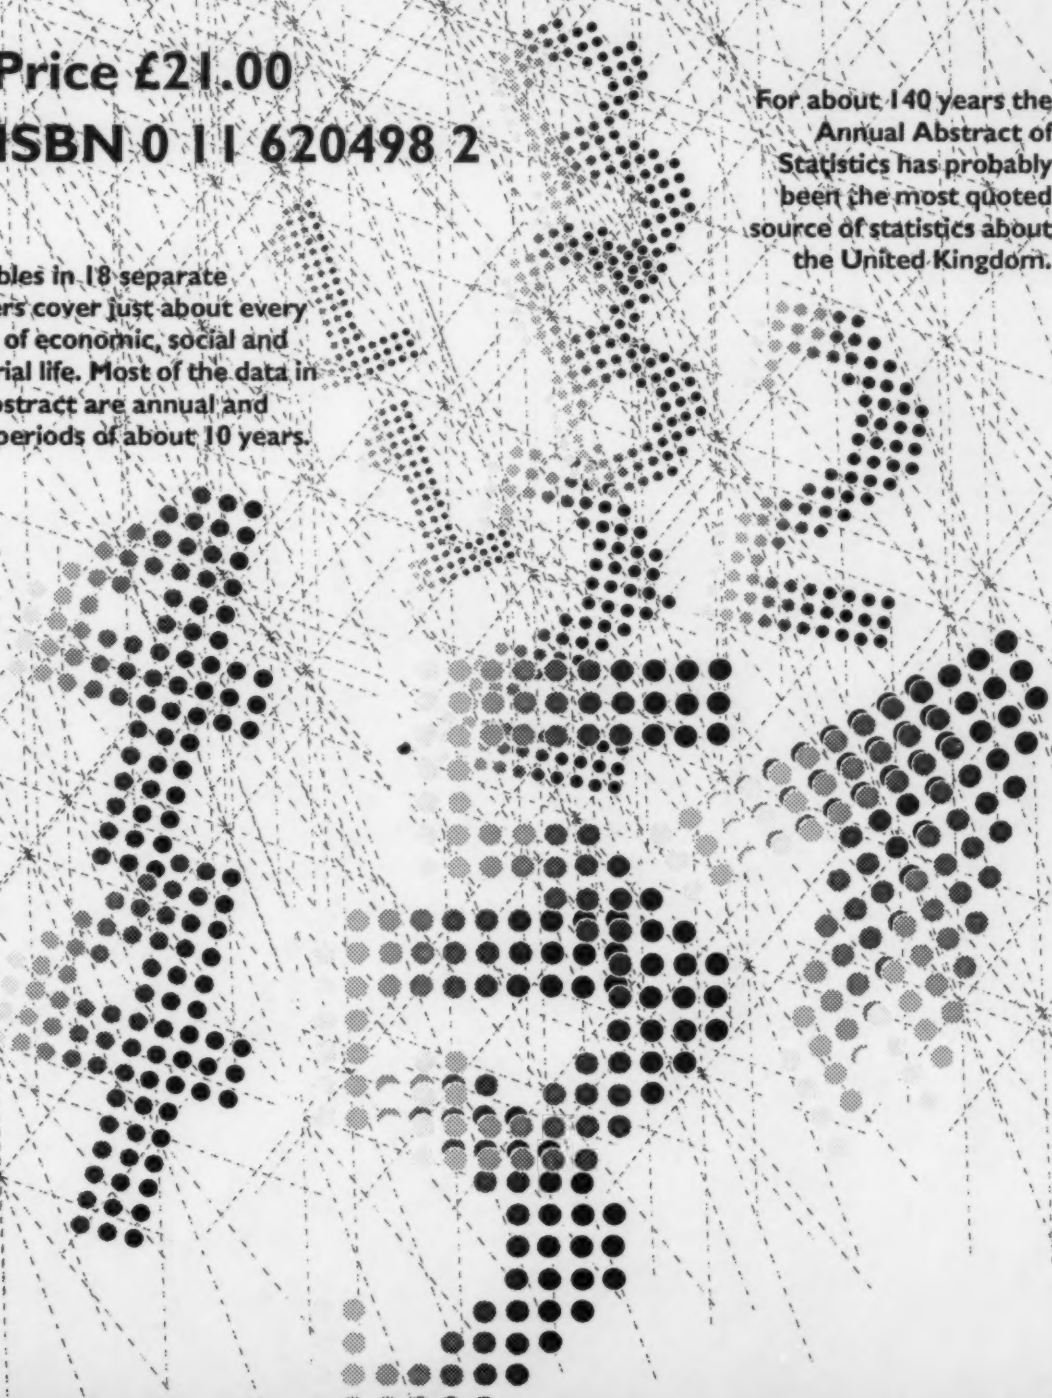 Price £21.00
ISBN 0 11 620498 2
For about 140 years the
Annual Abstract of
Statistics has probably
been the most quoted
source of statistics about
the United Kingdom.
bles in 18 separate
ers cover just about every
of economic, social and
rial life. Most of the data in
bstract are annual and
periods of about 10 years.